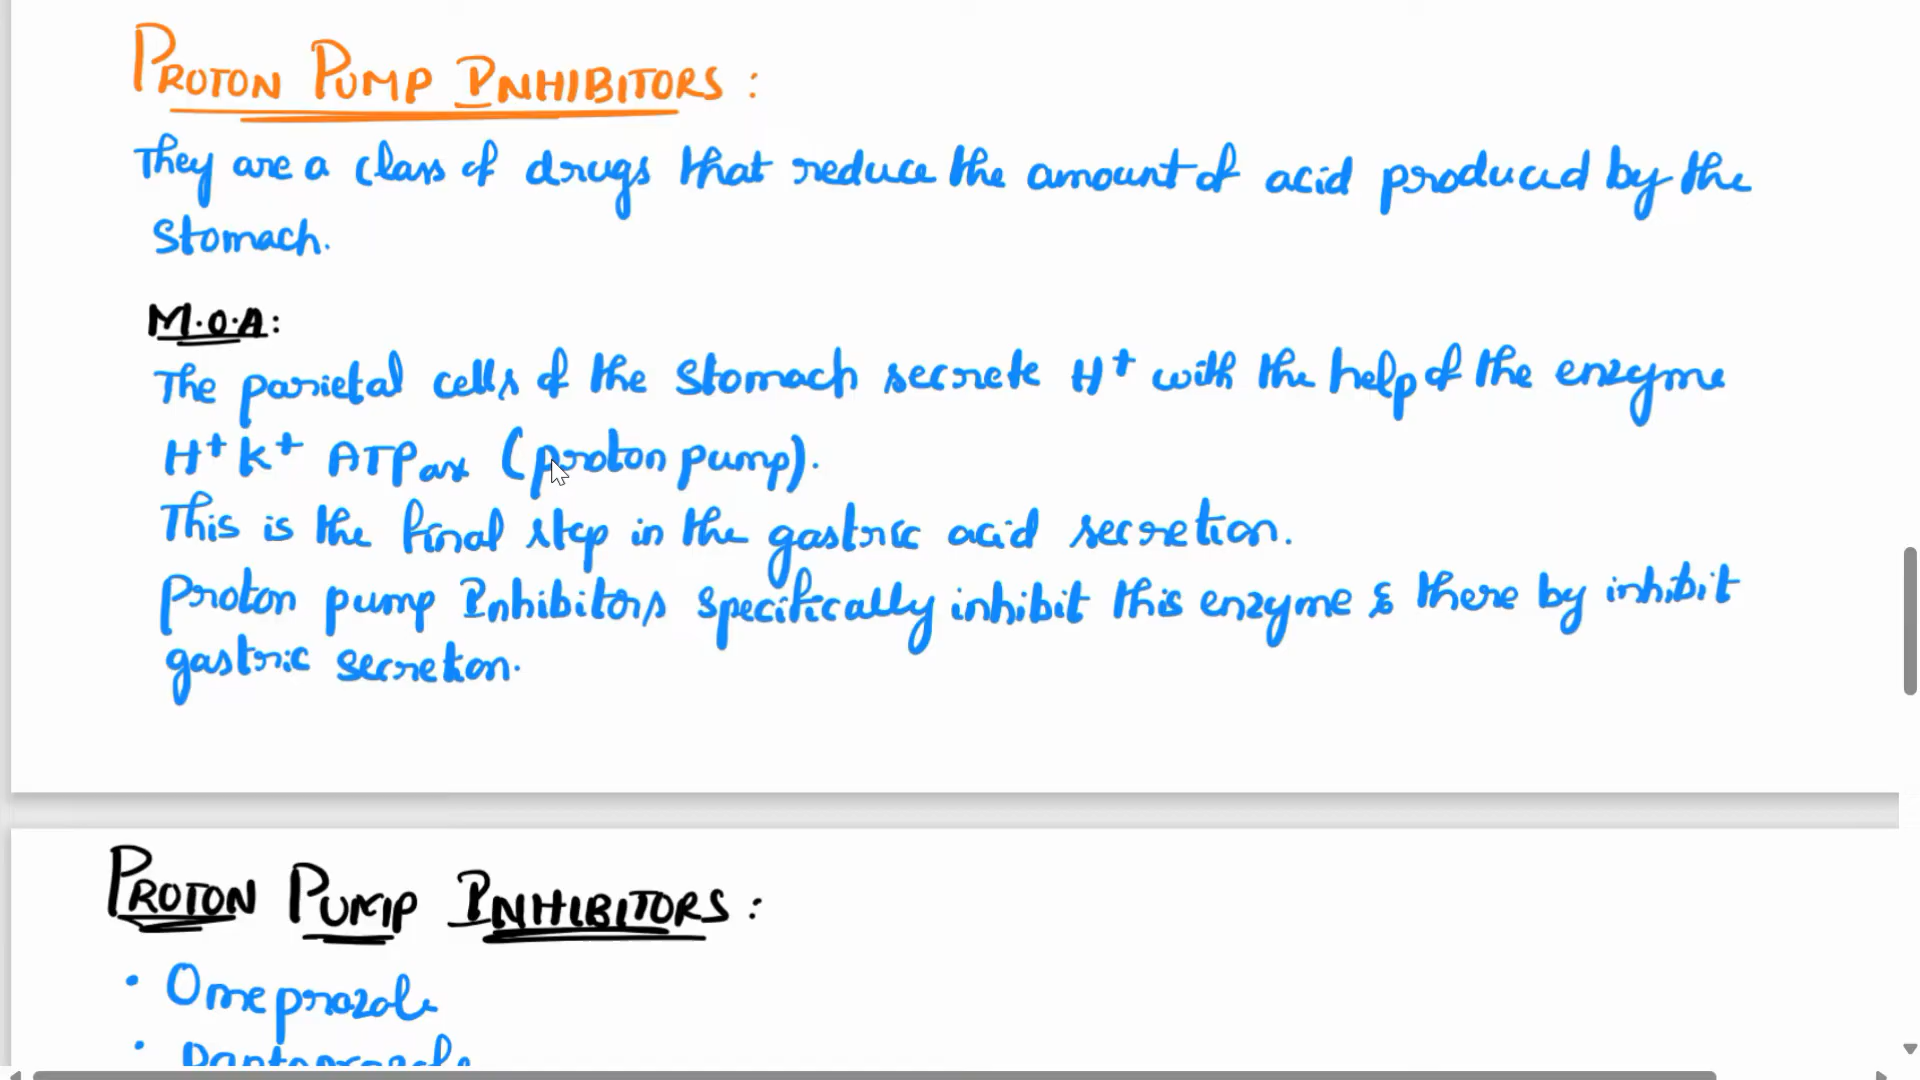 PROTON PUMP INHIBITORS :
They are a class of drugs that reduce the amount of acid produced by the
Stomach.
M.O.A:
The parietal cells of the stomach secrete H+ with the help of the enzyme
H+K+ ATPase (proton pump).
This is the final step in the gastric acid secretion.
Proton pump Inhibitors specifically inhibit this enzyme & there by inhibit
gastric secretion.
PROTON PUMP INHIBITORS :
• Omeprazole
• Pantoprazole